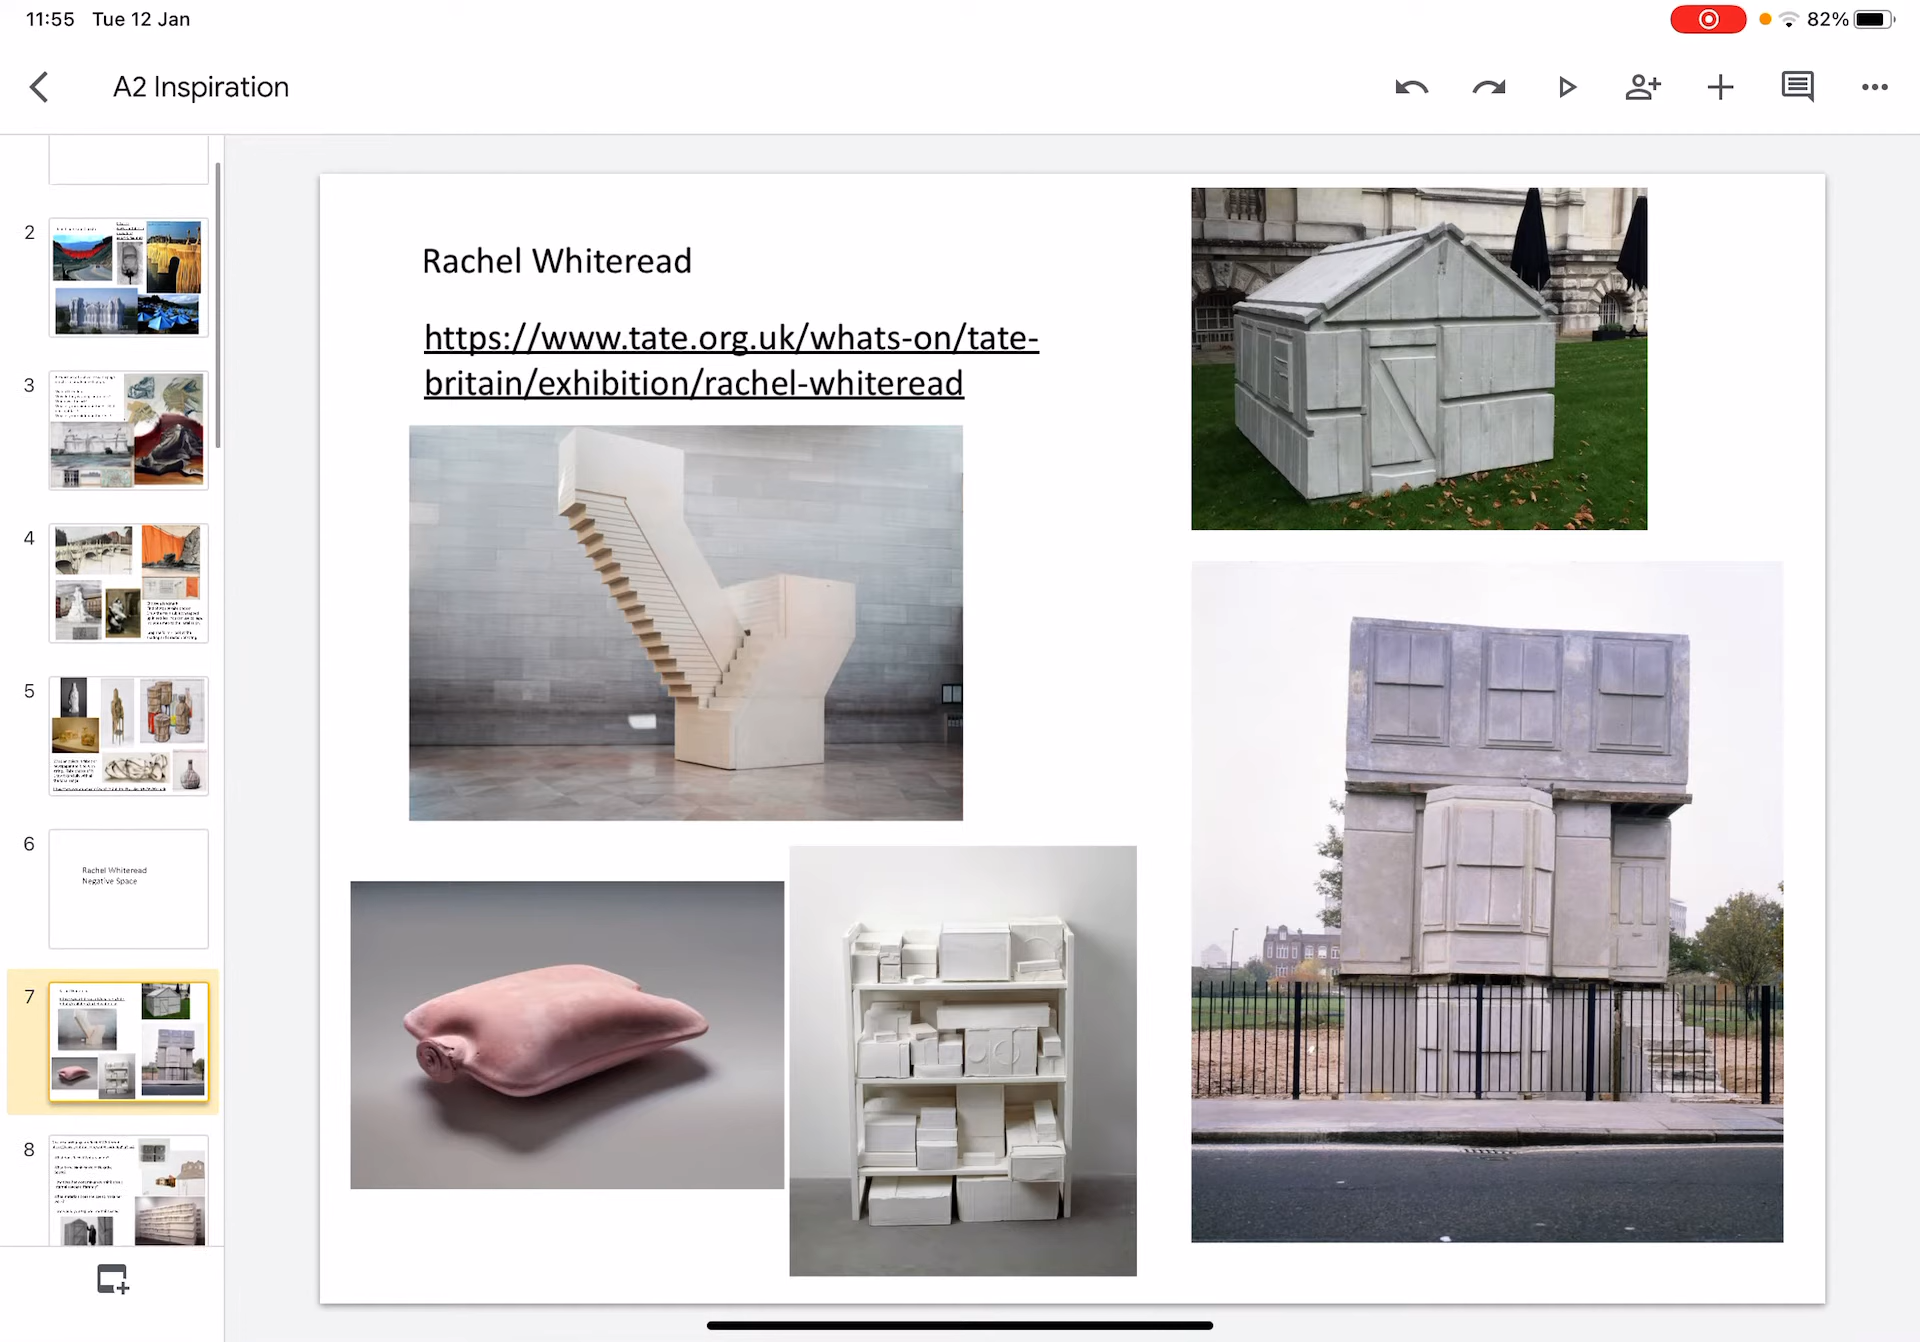 11:55 Tue 12 Jan
82%
A2 Inspiration
2
3
4
5
6
Rachel Whiteread
Negative Space
7
8
Rachel Whiteread
https://www.tate.org.uk/whats-on/tate-
britain/exhibition/rachel-whiteread